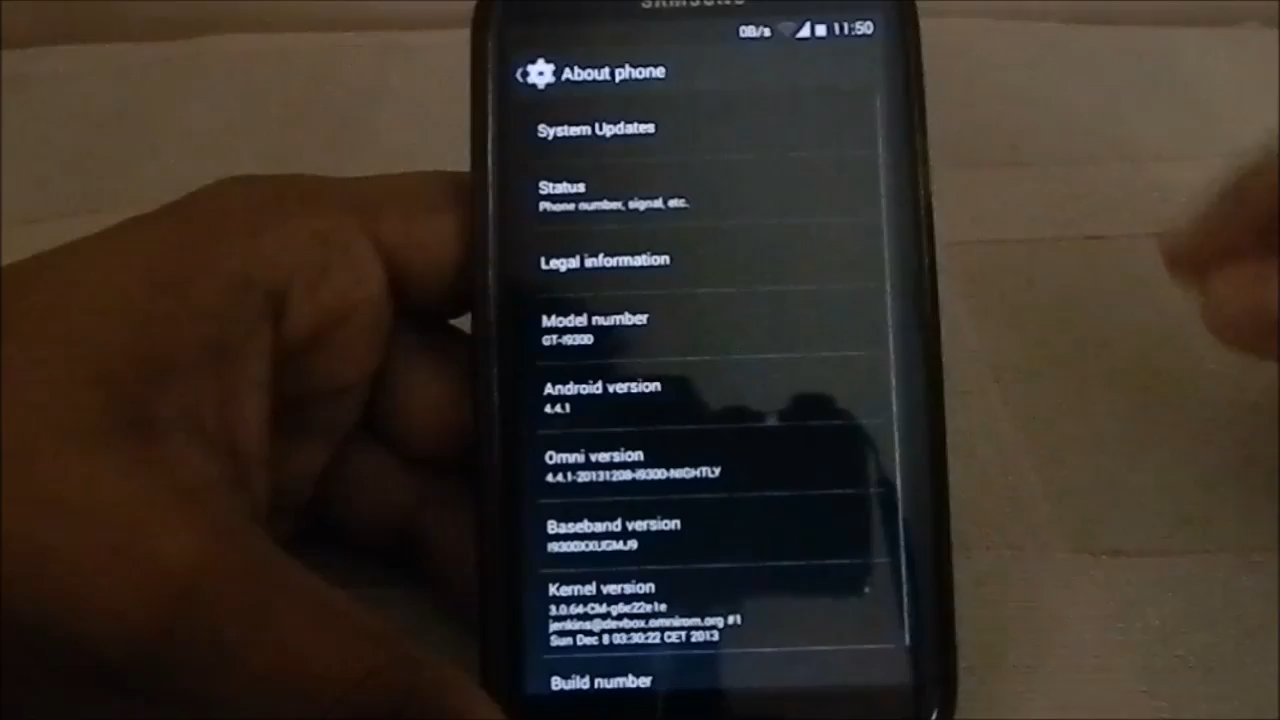 SAMSUNG
0B/s 11:50
About phone
System Updates
Status
Phone number, signal, etc.
Legal information
Model number
GT-I9300
Android version
4.4.1
Omni version
4.4.1-20131208-i9300-NIGHTLY
Baseband version
I9300XXUGMJ9
Kernel version
3.0.64-CM-g6e22e1e
jenkins@devbox.omnirom.org #1
Sun Dec 8 03:30:22 CET 2013
Build number